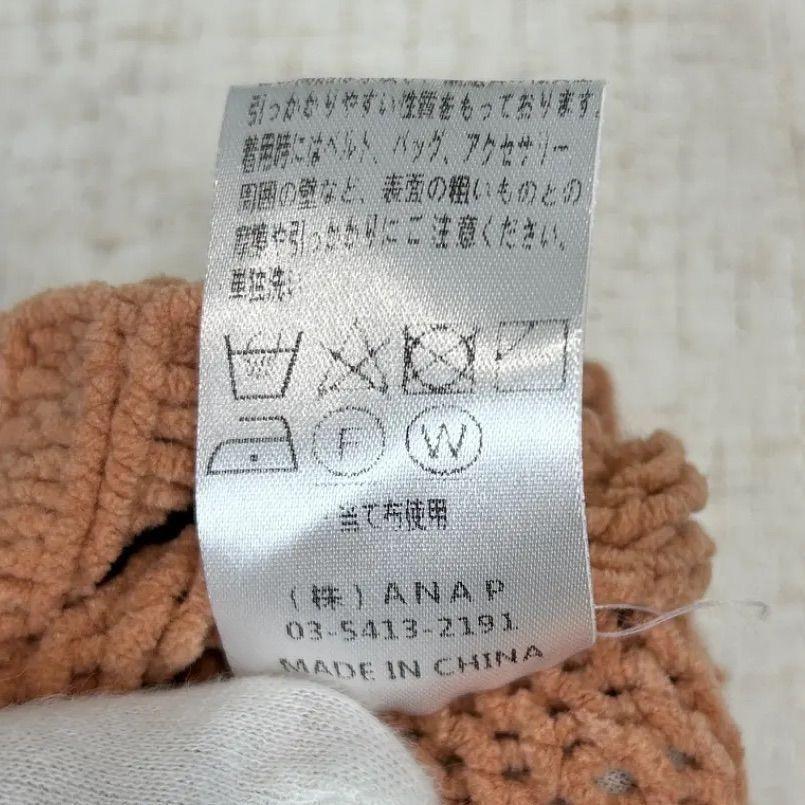 引っかかりやすい性質をもっております。
着用時にはベルト、バッグ、アクセサリー
周囲の壁など、表面の粗いものとの
摩擦や引っかかりにご注意ください。
単独洗い
F W
当て布使用
(株)ANAP
03-5413-2191
MADE IN CHINA